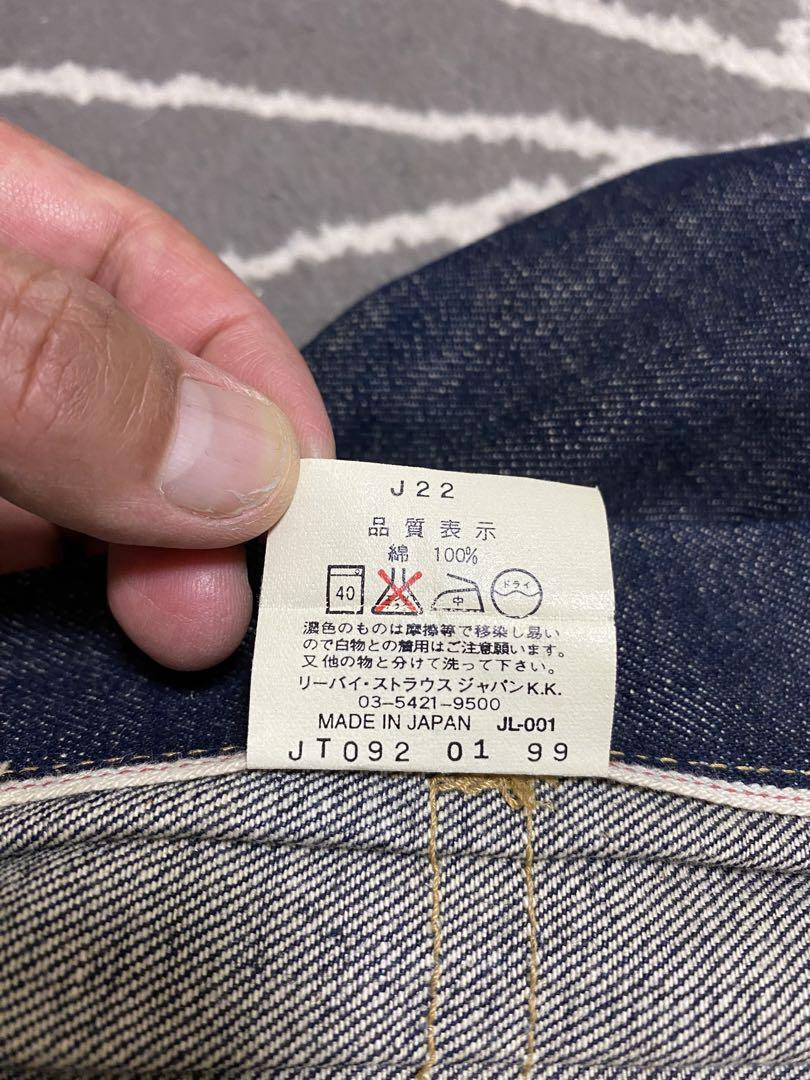 J22
品質表示
綿 100%
40 中 ドライ
濃色のものは摩擦等で移染し易い
ので白物との着用はご注意願います。
又他の物と分けて洗って下さい。
リーバイ・ストラウス ジャパン K.K.
03-5421-9500
MADE IN JAPAN JL-001
JT092 01 99